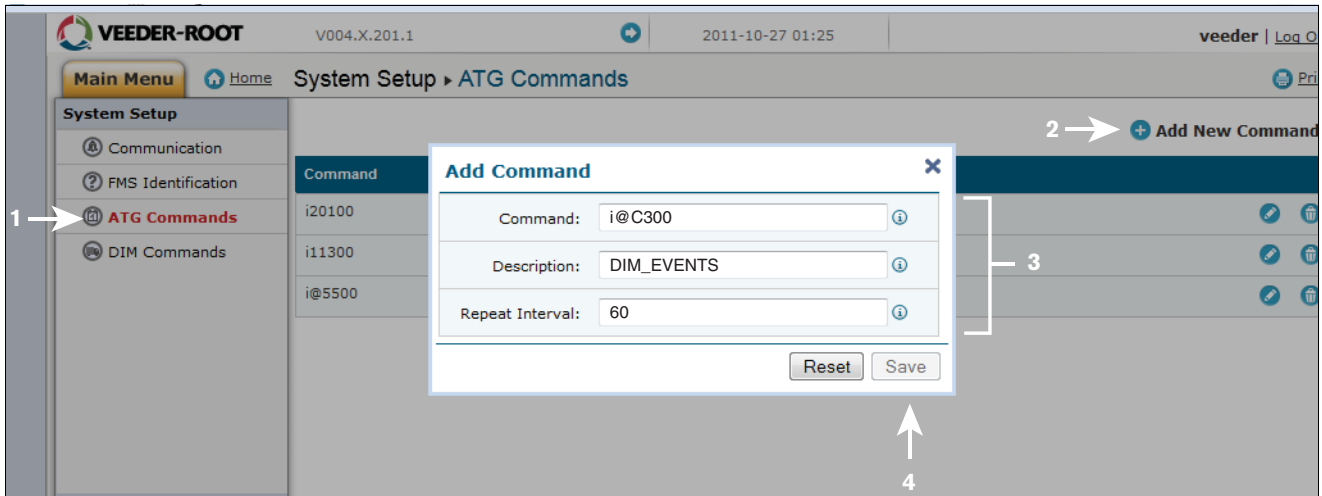 VEEDER-ROOT V004.X.201.1 2011-10-27 01:25 veeder | Log O
Main Menu Home System Setup ▸ ATG Commands Pri
System Setup
2 Add New Command
Communication
FMS Identification
1 ATG Commands
DIM Commands
Command
i20100
i11300
i@5500
Add Command
Command: i@C300
Description: DIM_EVENTS
Repeat Interval: 60
3
Reset Save
4